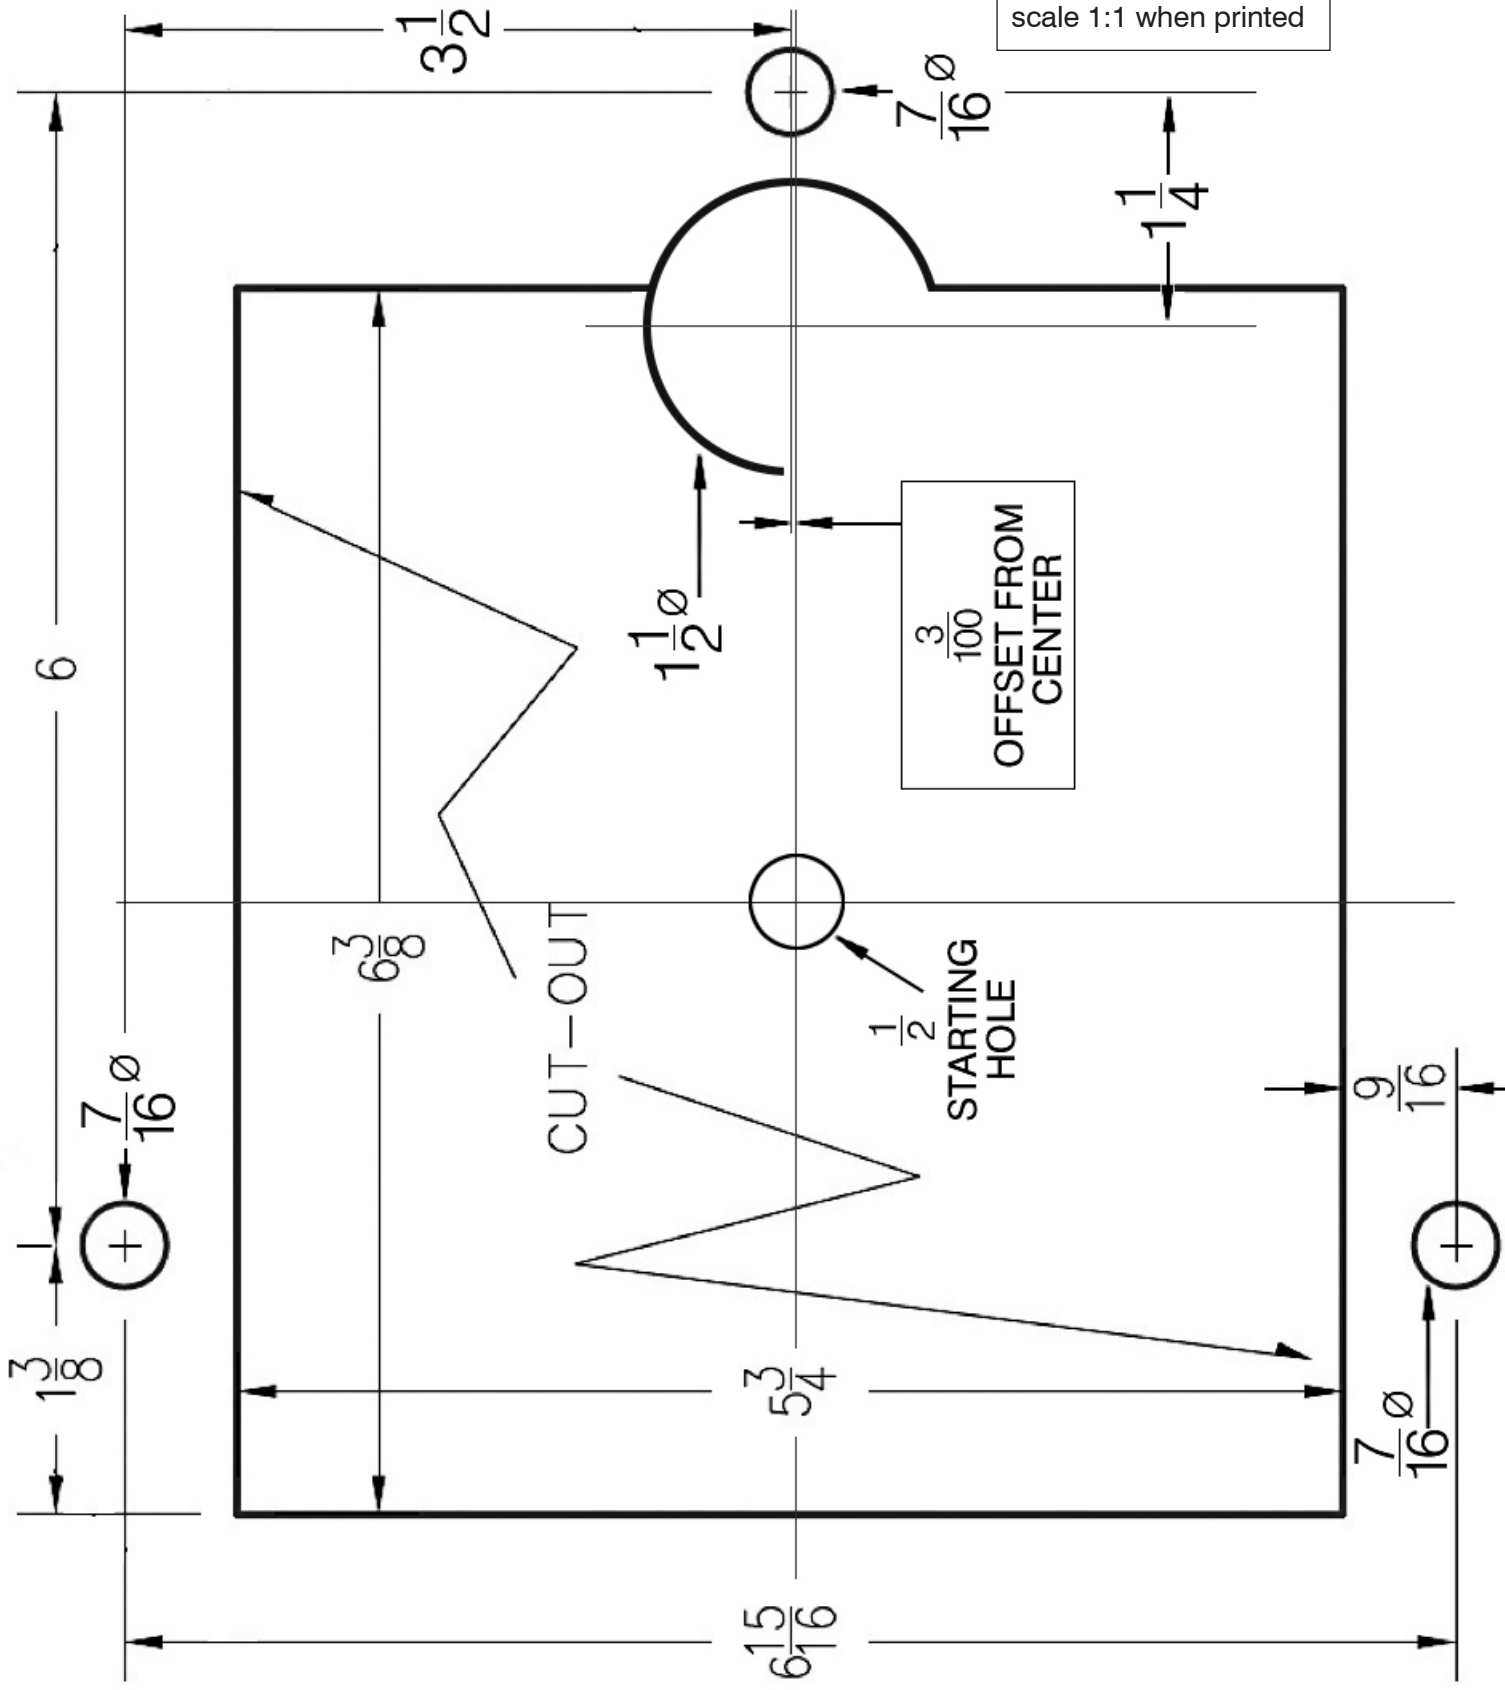 scale 1:1 when printed
3 1/2
7/16 Ø
1 1/4
6
1 1/2 Ø
3/100
OFFSET FROM
CENTER
6 3/8
CUT-OUT
1/2
STARTING
HOLE
7/16 Ø
9/16
1 3/8
5 3/4
7/16 Ø
6 15/16